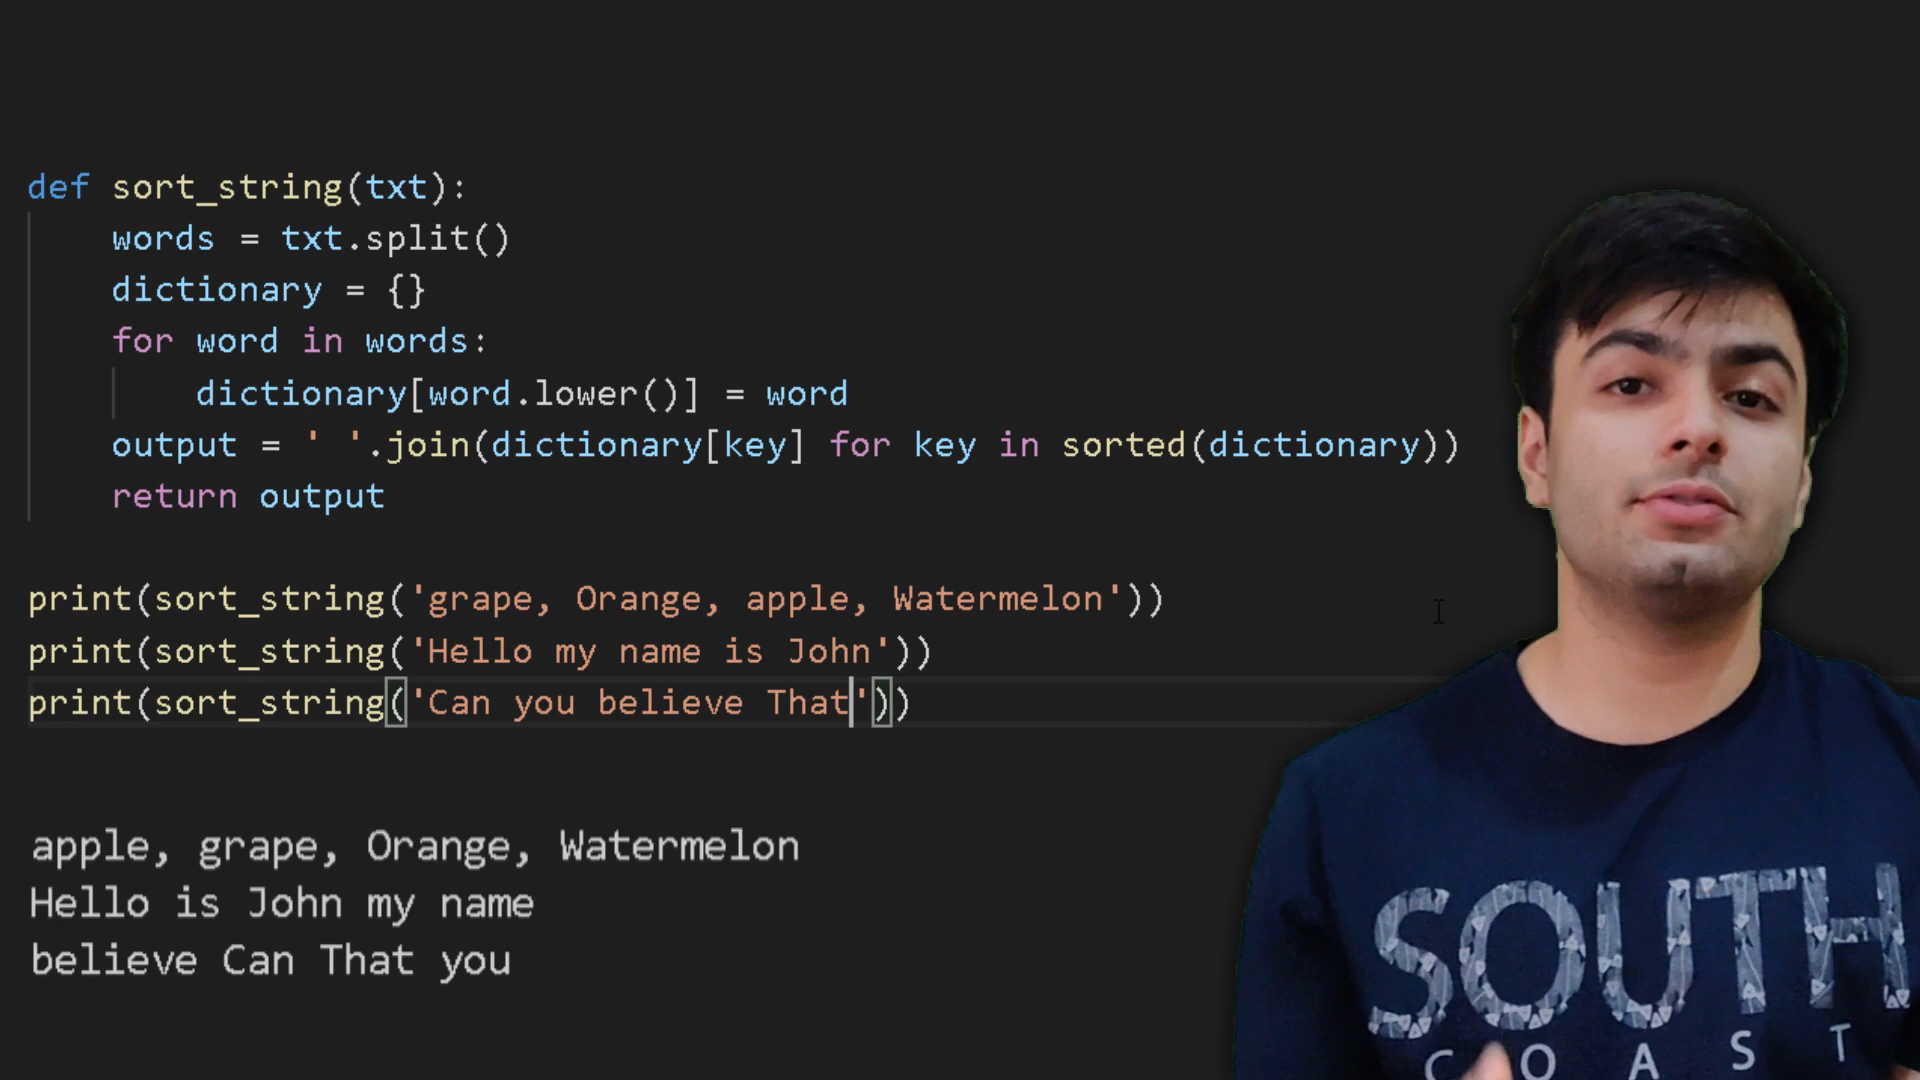 def sort_string(txt):
words = txt.split()
dictionary = {}
for word in words:
dictionary[word.lower()] = word
output = ' '.join(dictionary[key] for key in sorted(dictionary))
return output
print(sort_string('grape, Orange, apple, Watermelon'))
print(sort_string('Hello my name is John'))
print(sort_string('Can you believe That'))
apple, grape, Orange, Watermelon
Hello is John my name
believe Can That you
SOUTH
COAST